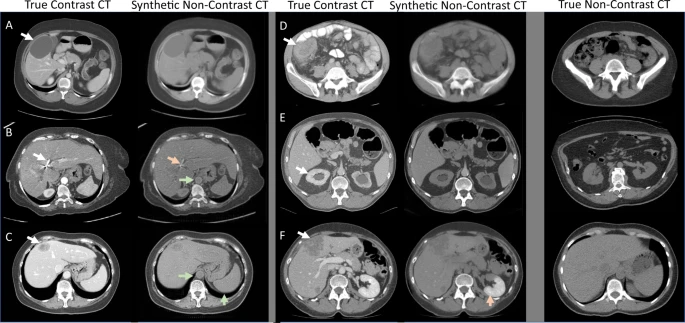 True Contrast CT Synthetic Non-Contrast CT True Contrast CT Synthetic Non-Contrast CT True Non-Contrast CT
A
D
B
E
C
F